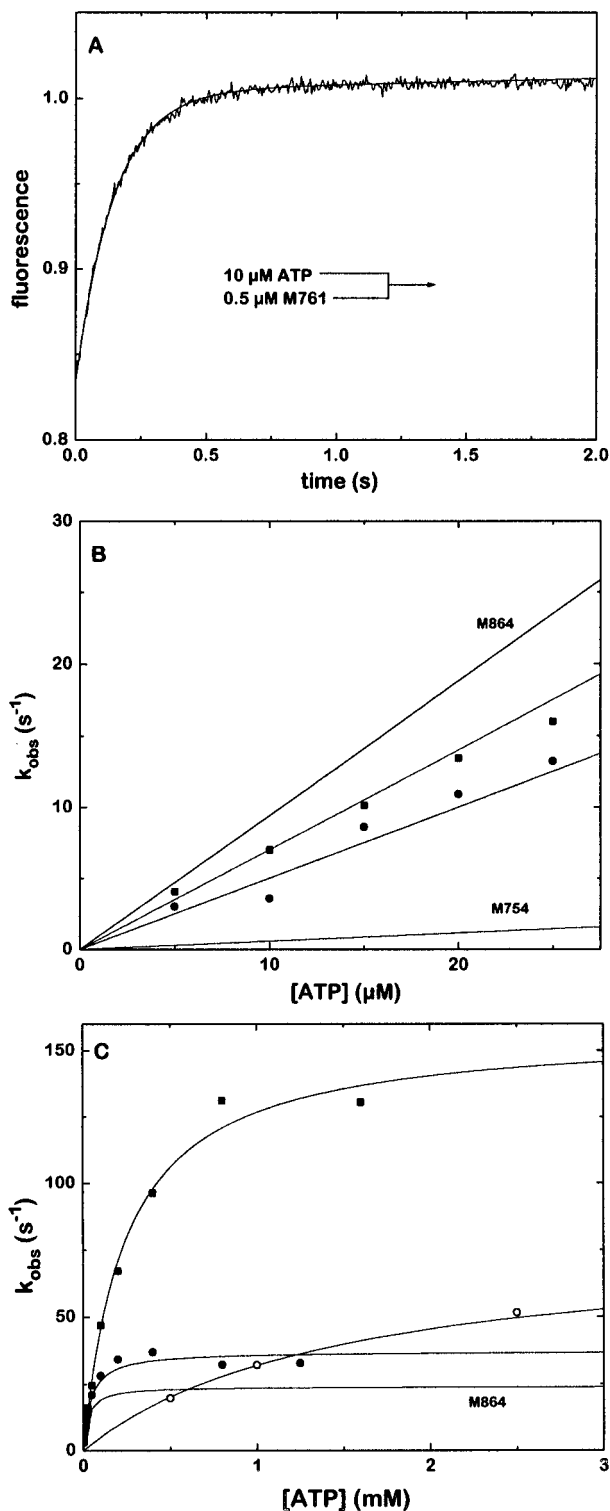 A
1.0
0.9
0.8
fluorescence
10 µM ATP
0.5 µM M761
0.0 0.5 1.0 1.5 2.0
time (s)
B
30
20
10
0
k_obs (s⁻¹)
M864
M754
0 10 20
[ATP] (µM)
C
150
100
50
0
k_obs (s⁻¹)
M864
0 1 2 3
[ATP] (mM)